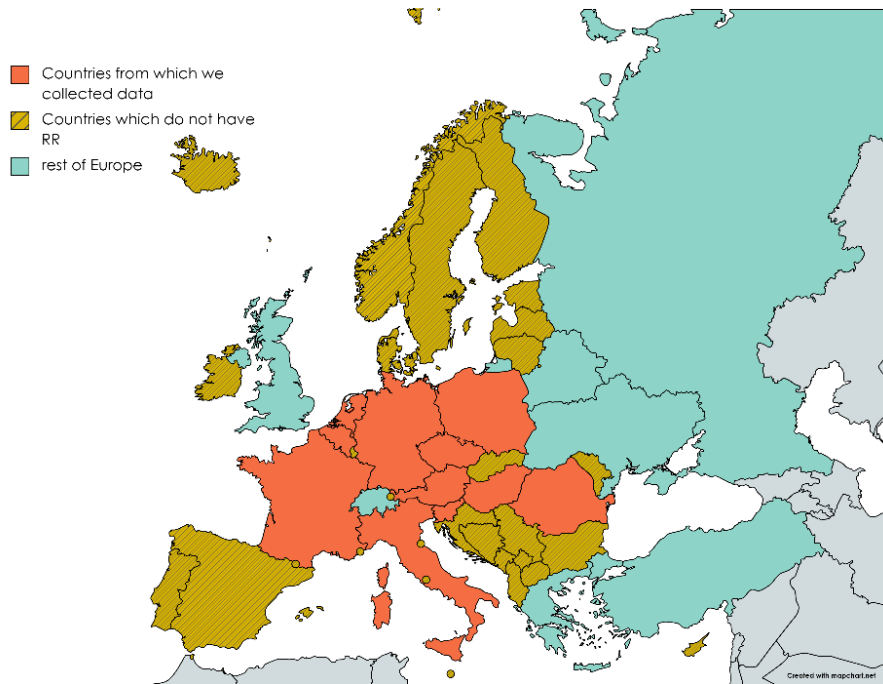 Countries from which we
collected data
Countries which do not have
RR
rest of Europe
Created with mapchart.net